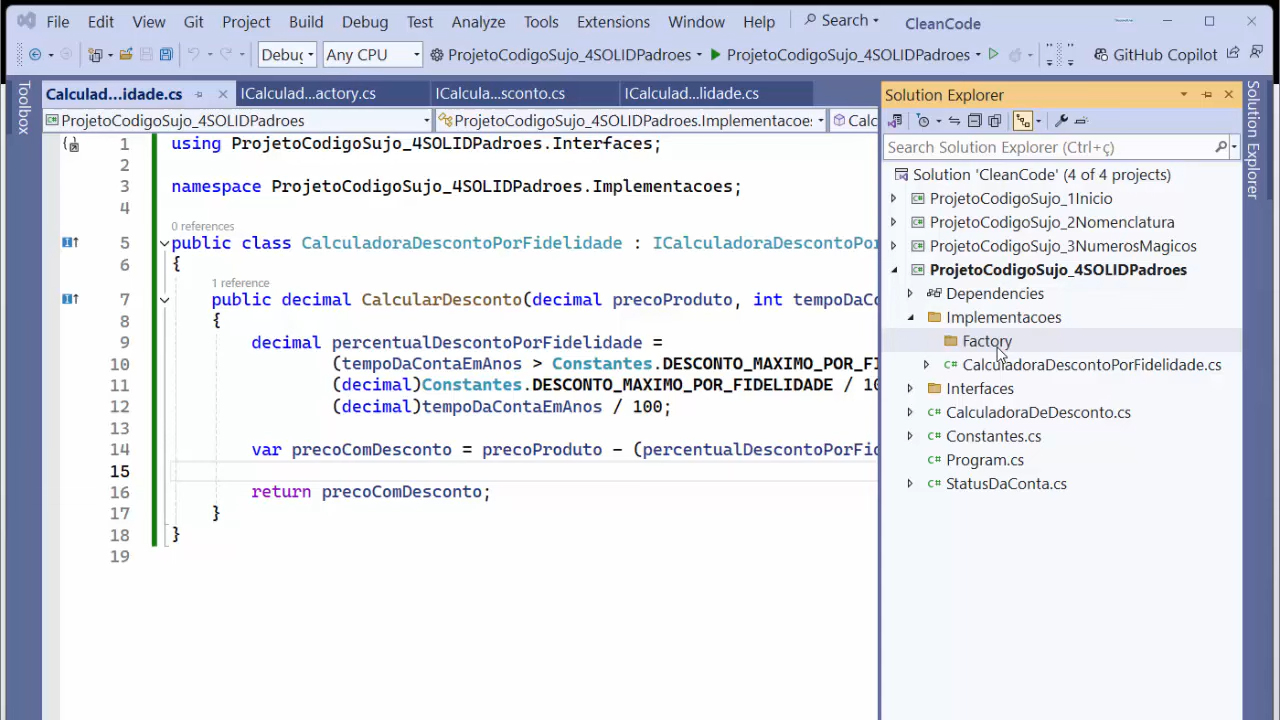 File Edit View Git Project Build Debug Test Analyze Tools Extensions Window Help Search CleanCode
Debug Any CPU ProjetoCodigoSujo_4SOLIDPadroes ProjetoCodigoSujo_4SOLIDPadroes GitHub Copilot
Toolbox
Calculad...idade.cs ICalculad...actory.cs ICalcula...sconto.cs ICalculad...lidade.cs
ProjetoCodigoSujo_4SOLIDPadroes ProjetoCodigoSujo_4SOLIDPadroes.Implementacoes Calc
1 using ProjetoCodigoSujo_4SOLIDPadroes.Interfaces;
2
3 namespace ProjetoCodigoSujo_4SOLIDPadroes.Implementacoes;
4
0 references
5 public class CalculadoraDescontoPorFidelidade : ICalculadoraDescontoPor
6 {
1 reference
7 public decimal CalcularDesconto(decimal precoProduto, int tempoDaCo
8 {
9 decimal percentualDescontoPorFidelidade =
10 (tempoDaContaEmAnos > Constantes.DESCONTO_MAXIMO_POR_FI
11 (decimal)Constantes.DESCONTO_MAXIMO_POR_FIDELIDADE / 10
12 (decimal)tempoDaContaEmAnos / 100;
13
14 var precoComDesconto = precoProduto - (percentualDescontoPorFid
15
16 return precoComDesconto;
17 }
18 }
19
Solution Explorer
Search Solution Explorer (Ctrl+ç)
Solution 'CleanCode' (4 of 4 projects)
ProjetoCodigoSujo_1Inicio
ProjetoCodigoSujo_2Nomenclatura
ProjetoCodigoSujo_3NumerosMagicos
ProjetoCodigoSujo_4SOLIDPadroes
Dependencies
Implementacoes
Factory
C# CalculadoraDescontoPorFidelidade.cs
Interfaces
C# CalculadoraDeDesconto.cs
C# Constantes.cs
C# Program.cs
C# StatusDaConta.cs
Solution Explorer